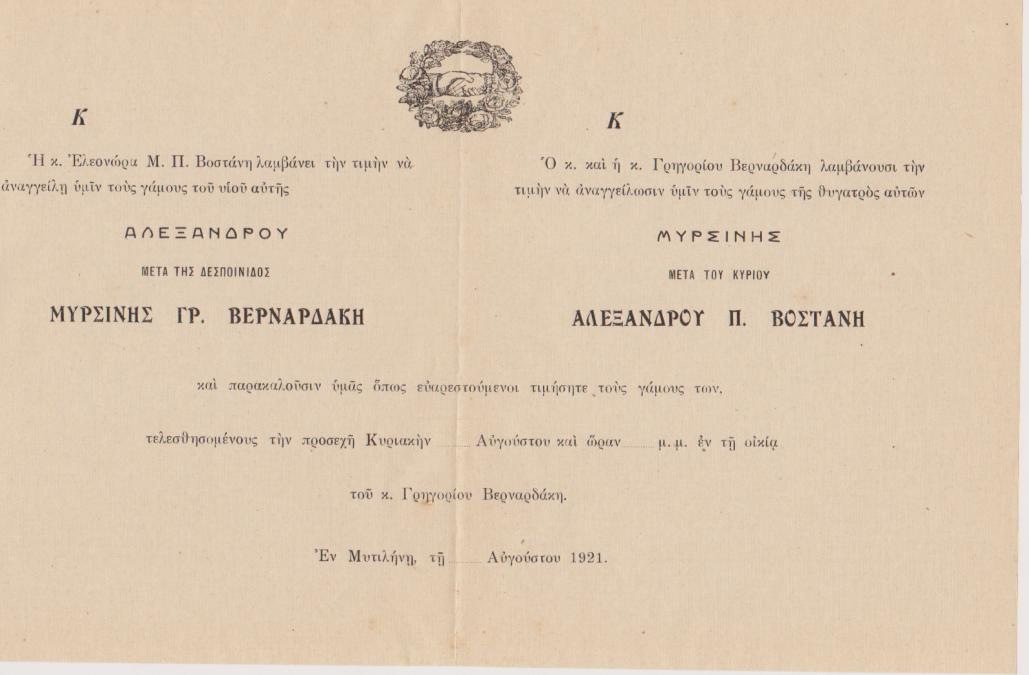 Κ
Ἡ κ. Ἐλεονώρα Μ. Π. Βοστάνη λαμβάνει τὴν τιμὴν νὰ
ἀναγγείλῃ ὑμῖν τοὺς γάμους τοῦ υἱοῦ αὐτῆς
ΑΛΕΞΑΝΔΡΟΥ
ΜΕΤΑ ΤΗΣ ΔΕΣΠΟΙΝΙΔΟΣ
ΜΥΡΣΙΝΗΣ ΓΡ. ΒΕΡΝΑΡΔΑΚΗ
Κ
Ὁ κ. καὶ ἡ κ. Γρηγορίου Βερναρδάκη λαμβάνουσι τὴν
τιμὴν νὰ ἀναγγείλωσιν ὑμῖν τοὺς γάμους τῆς θυγατρὸς αὐτῶν
ΜΥΡΣΙΝΗΣ
ΜΕΤΑ ΤΟΥ ΚΥΡΙΟΥ
ΑΛΕΞΑΝΔΡΟΥ Π. ΒΟΣΤΑΝΗ
καὶ παρακαλοῦσιν ὑμᾶς ὅπως εὐαρεστούμενοι τιμήσητε τοὺς γάμους των,
τελεσθησομένους τὴν προσεχῆ Κυριακὴν ........ Αὐγούστου καὶ ὥραν ........ μ. μ. ἐν τῇ οἰκίᾳ
τοῦ κ. Γρηγορίου Βερναρδάκη.
Ἐν Μυτιλήνῃ, τῇ ........ Αὐγούστου 1921.